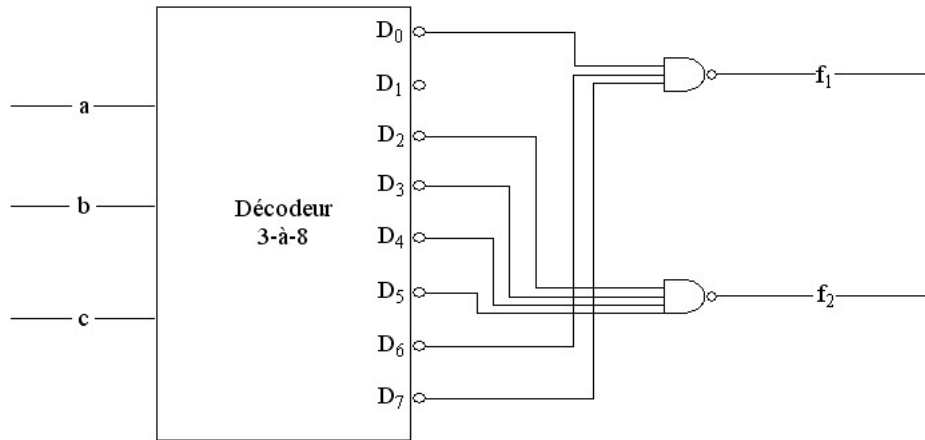 D₀
D₁
a
D₂
D₃
b
Décodeur
3-à-8
D₄
D₅
c
D₆
D₇
f₁
f₂